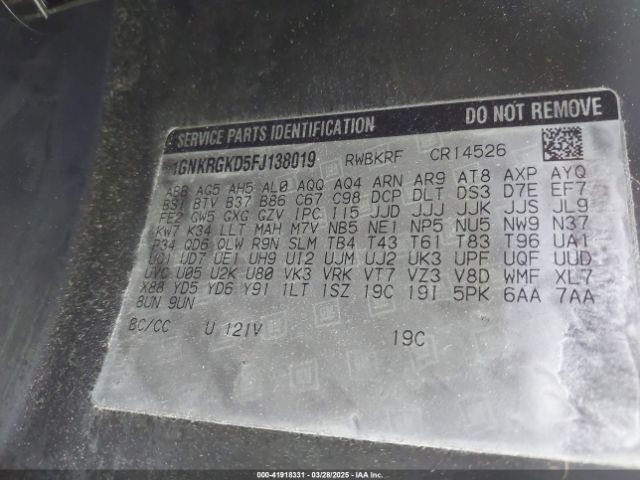 SERVICE PARTS IDENTIFICATION DO NOT REMOVE
1GNKRGKD5FJ138019 RWBKRF CR14526
ABB AG5 AH5 AL0 AQQ AQ4 ARN AR9 AT8 AXP AYQ
BS1 BTV B37 B86 C67 C98 DCP DLT DS3 D7E EF7
FE2 GW5 GXG GZV IPC I15 JJD JJJ JJK JJS JL9
KW7 K34 LLT MAH M7V NB5 NE1 NP5 NU5 NW9 N37
P34 QD6 QLW R9N SLM TB4 T43 T61 T83 T96 UA1
UCJ UD7 UE1 UH9 UI2 UJM UJ2 UK3 UPF UQF UUD
UVC U05 U2K U80 VK3 VRK VT7 VZ3 V8D WMF XL7
X88 YD5 YD6 Y91 1LT 1SZ 19C 19I 5PK 6AA 7AA
8UN 9UN
BC/CC U 121V 19C
000-41918331 - 03/28/2025 - IAAI.COM